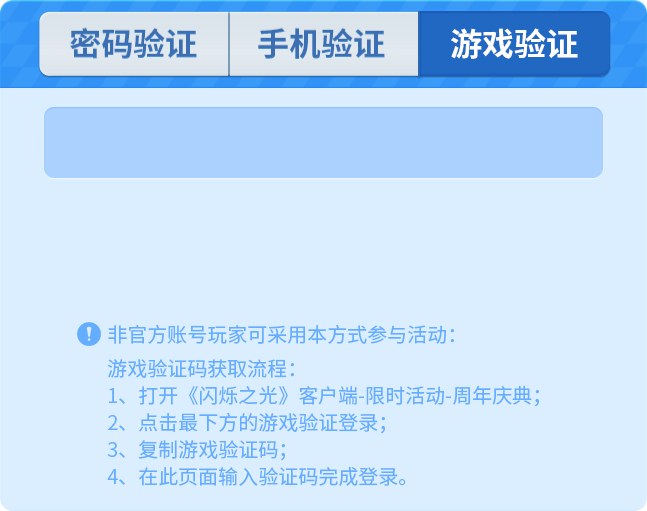 密码验证 手机验证 游戏验证
非官方账号玩家可采用本方式参与活动：
游戏验证码获取流程：
1、打开《闪烁之光》客户端-限时活动-周年庆典；
2、点击最下方的游戏验证登录；
3、复制游戏验证码；
4、在此页面输入验证码完成登录。